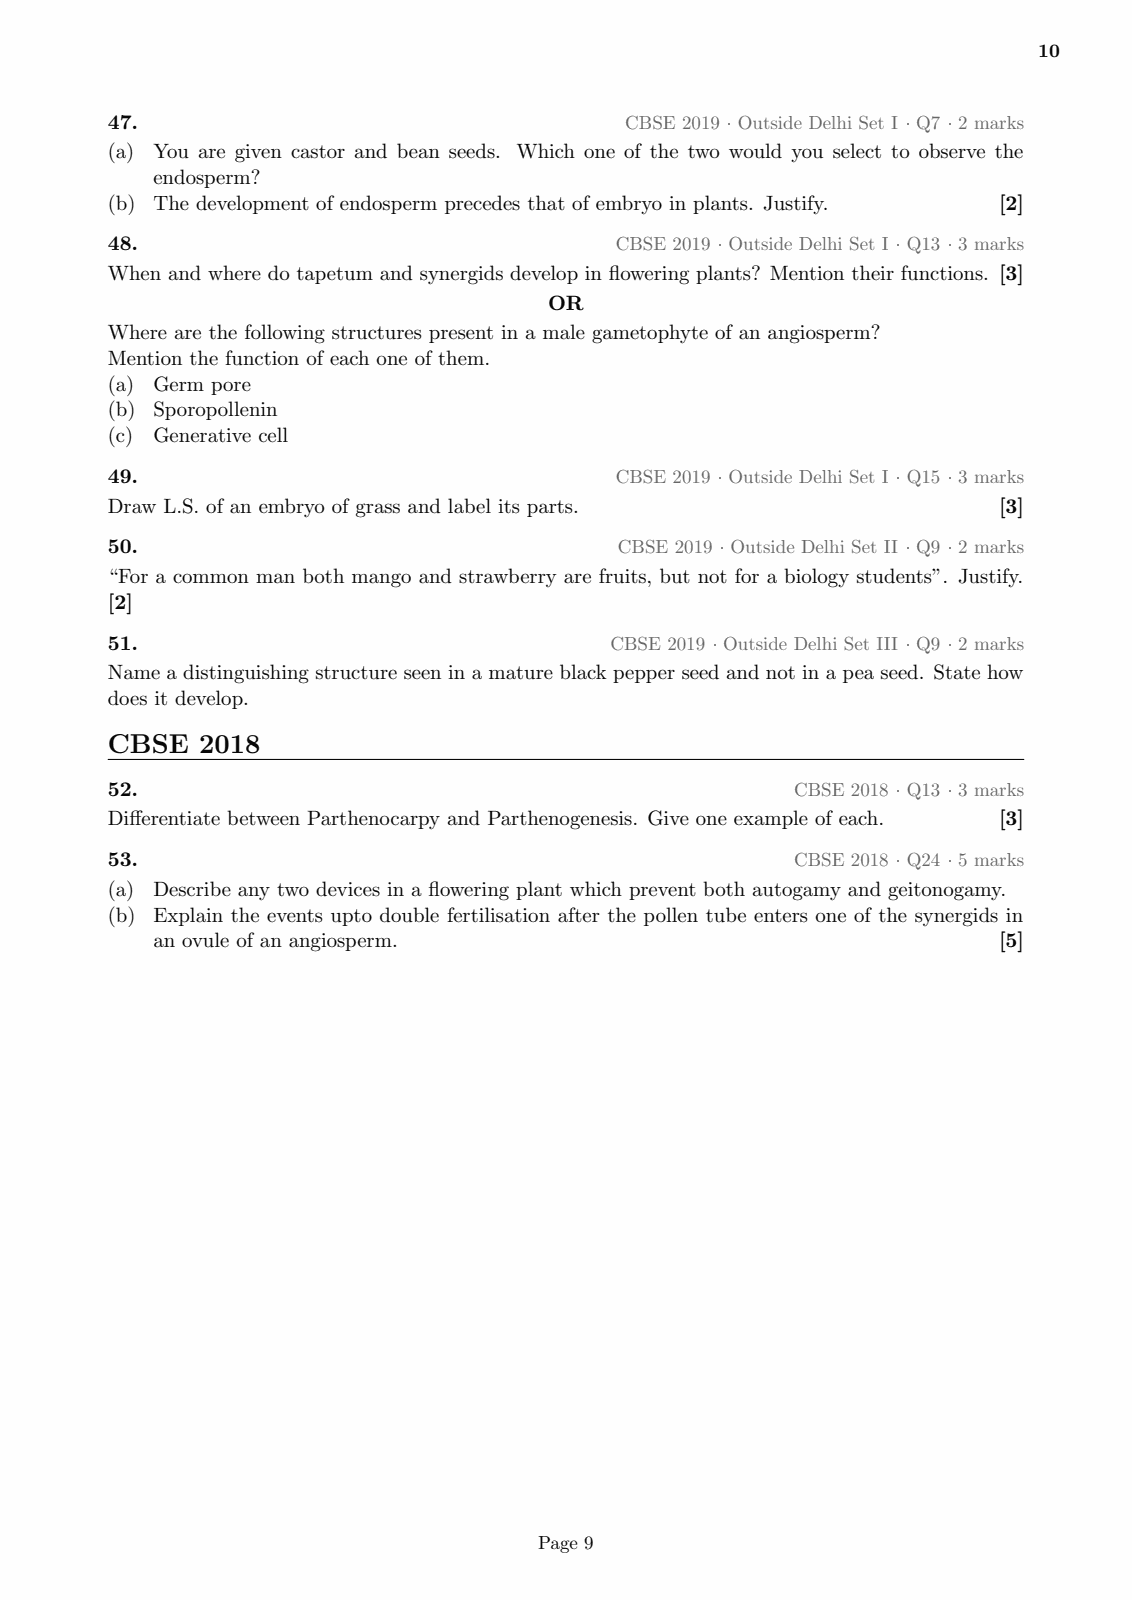 10
47. CBSE 2019 · Outside Delhi Set I · Q7 · 2 marks
(a) You are given castor and bean seeds. Which one of the two would you select to observe the
endosperm?
(b) The development of endosperm precedes that of embryo in plants. Justify. [2]
48. CBSE 2019 · Outside Delhi Set I · Q13 · 3 marks
When and where do tapetum and synergids develop in flowering plants? Mention their functions. [3]
OR
Where are the following structures present in a male gametophyte of an angiosperm?
Mention the function of each one of them.
(a) Germ pore
(b) Sporopollenin
(c) Generative cell
49. CBSE 2019 · Outside Delhi Set I · Q15 · 3 marks
Draw L.S. of an embryo of grass and label its parts. [3]
50. CBSE 2019 · Outside Delhi Set II · Q9 · 2 marks
“For a common man both mango and strawberry are fruits, but not for a biology students”. Justify.
[2]
51. CBSE 2019 · Outside Delhi Set III · Q9 · 2 marks
Name a distinguishing structure seen in a mature black pepper seed and not in a pea seed. State how
does it develop.
CBSE 2018
52. CBSE 2018 · Q13 · 3 marks
Differentiate between Parthenocarpy and Parthenogenesis. Give one example of each. [3]
53. CBSE 2018 · Q24 · 5 marks
(a) Describe any two devices in a flowering plant which prevent both autogamy and geitonogamy.
(b) Explain the events upto double fertilisation after the pollen tube enters one of the synergids in
an ovule of an angiosperm. [5]
Page 9